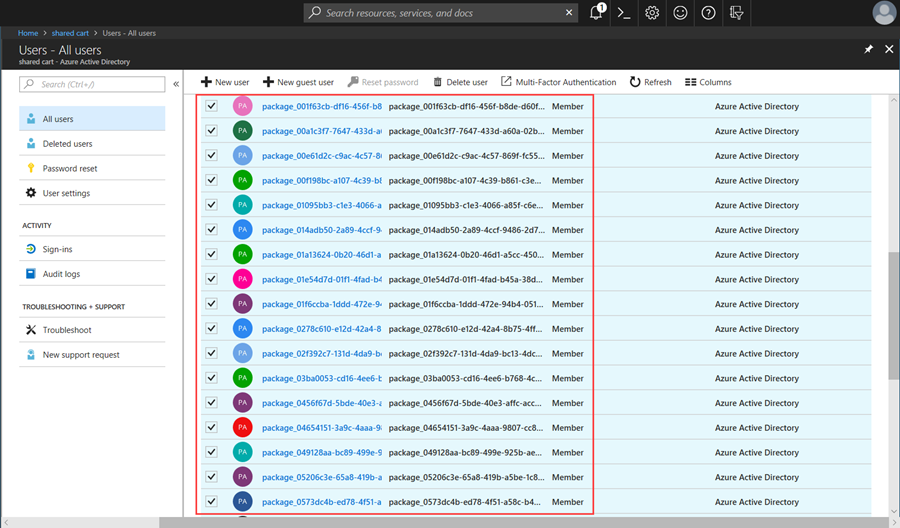 Search resources, services, and docs
1
Home > shared cart > Users - All users
Users - All users
shared cart - Azure Active Directory
Search (Ctrl+/)
All users
Deleted users
Password reset
User settings
ACTIVITY
Sign-ins
Audit logs
TROUBLESHOOTING + SUPPORT
Troubleshoot
New support request
New user New guest user Reset password Delete user Multi-Factor Authentication Refresh Columns
PA package_001f63cb-df16-456f-b8 package_001f63cb-df16-456f-b8de-d60f... Member Azure Active Directory
PA package_00a1c3f7-7647-433d-a package_00a1c3f7-7647-433d-a60a-02b... Member Azure Active Directory
PA package_00e61d2c-c9ac-4c57-8 package_00e61d2c-c9ac-4c57-869f-fc55... Member Azure Active Directory
PA package_00f198bc-a107-4c39-b8 package_00f198bc-a107-4c39-b861-c3e... Member Azure Active Directory
PA package_01095bb3-c1e3-4066-a package_01095bb3-c1e3-4066-a85f-c6e... Member Azure Active Directory
PA package_014adb50-2a89-4ccf-9 package_014adb50-2a89-4ccf-9486-2d7... Member Azure Active Directory
PA package_01a13624-0b20-46d1-a package_01a13624-0b20-46d1-a5cc-450... Member Azure Active Directory
PA package_01e54d7d-01f1-4fad-b4 package_01e54d7d-01f1-4fad-b45a-38d... Member Azure Active Directory
PA package_01f6ccba-1ddd-472e-94 package_01f6ccba-1ddd-472e-94b4-051... Member Azure Active Directory
PA package_0278c610-e12d-42a4-8 package_0278c610-e12d-42a4-8b75-4ff... Member Azure Active Directory
PA package_02f392c7-131d-4da9-bc package_02f392c7-131d-4da9-bc13-4dc... Member Azure Active Directory
PA package_03ba0053-cd16-4ee6-b package_03ba0053-cd16-4ee6-b768-4c... Member Azure Active Directory
PA package_0456f67d-5bde-40e3-a package_0456f67d-5bde-40e3-affc-acc... Member Azure Active Directory
PA package_04654151-3a9c-4aaa-98 package_04654151-3a9c-4aaa-9807-cc8... Member Azure Active Directory
PA package_049128aa-bc89-499e-9 package_049128aa-bc89-499e-925b-ae... Member Azure Active Directory
PA package_05206c3e-65a8-419b-a package_05206c3e-65a8-419b-a5be-1c8... Member Azure Active Directory
PA package_0573dc4b-ed78-4f51-a package_0573dc4b-ed78-4f51-a58c-b4... Member Azure Active Directory